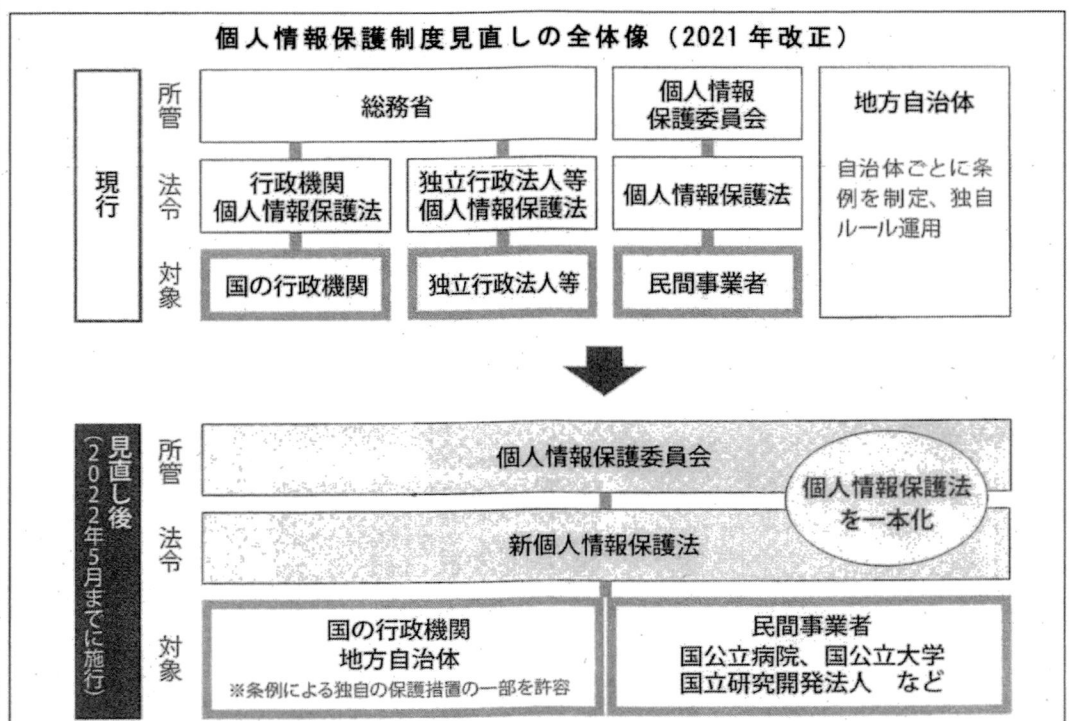 個人情報保護制度見直しの全体像（2021年改正）
現行
所管
総務省
個人情報
保護委員会
法令
行政機関
個人情報保護法
独立行政法人等
個人情報保護法
個人情報保護法
対象
国の行政機関
独立行政法人等
民間事業者
地方自治体
自治体ごとに条
例を制定、独自
ルール運用
見直し後
（2022年5月までに施行）
所管
個人情報保護委員会
個人情報保護法
を一本化
法令
新個人情報保護法
対象
国の行政機関
地方自治体
※条例による独自の保護措置の一部を許容
民間事業者
国公立病院、国公立大学
国立研究開発法人　など